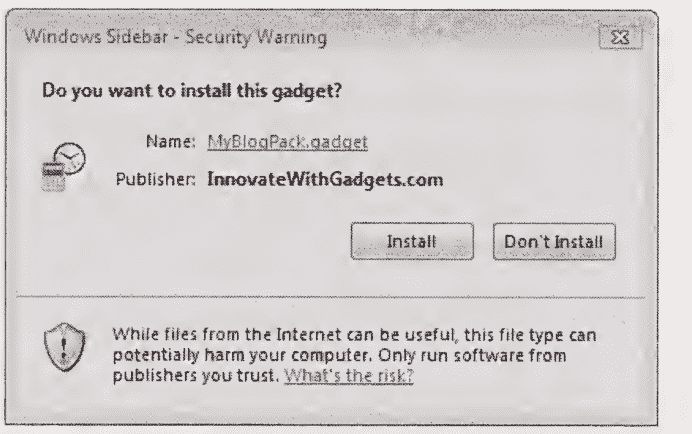 Windows Sidebar - Security Warning
Do you want to install this gadget?
Name: MyBlogPack.gadget
Publisher: InnovateWithGadgets.com
Install Don't Install
While files from the Internet can be useful, this file type can
potentially harm your computer. Only run software from
publishers you trust. What's the risk?